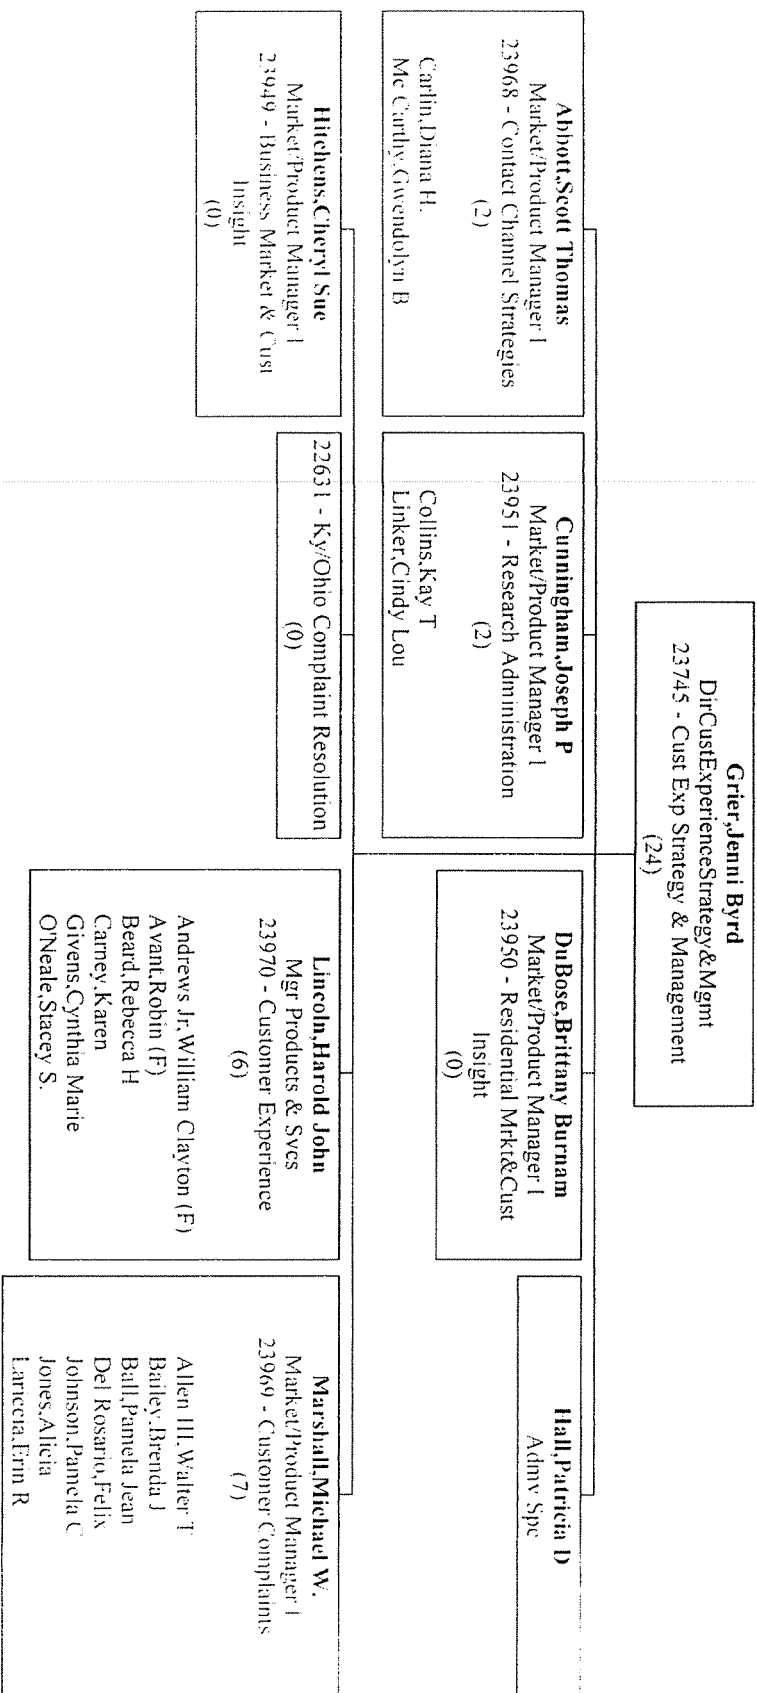 Grier,Jenni Byrd
DirCustExperienceStrategy&Mgmt
23745 - Cust Exp Strategy & Management
(24)
Abbott,Scott Thomas
Market/Product Manager I
23968 - Contact Channel Strategies
(2)
Carlin,Diana H.
Mc Carthy,Gwendolyn B
Cunningham,Joseph P
Market/Product Manager I
23951 - Research Administration
(2)
Collins,Kay T
Linker,Cindy Lou
DuBose,Brittany Burnam
Market/Product Manager I
23950 - Residential Mrkt&Cust
Insight
(0)
Hall,Patricia D
Admv Spc
Hitchens,Cheryl Sue
Market/Product Manager I
23949 - Business Market & Cust
Insight
(0)
22631 - Ky/Ohio Complaint Resolution
(0)
Lincoln,Harold John
Mgr Products & Svcs
23970 - Customer Experience
(6)
Andrews Jr,William Clayton (F)
Avant,Robin (F)
Beard,Rebecca H
Carney,Karen
Givens,Cynthia Marie
O'Neale,Stacey S.
Marshall,Michael W.
Market/Product Manager I
23969 - Customer Complaints
(7)
Allen III,Walter T
Bailey,Brenda J
Ball,Pamela Jean
Del Rosario,Felix
Johnson,Pamela C
Jones,Alicia
Lariccia,Erin R